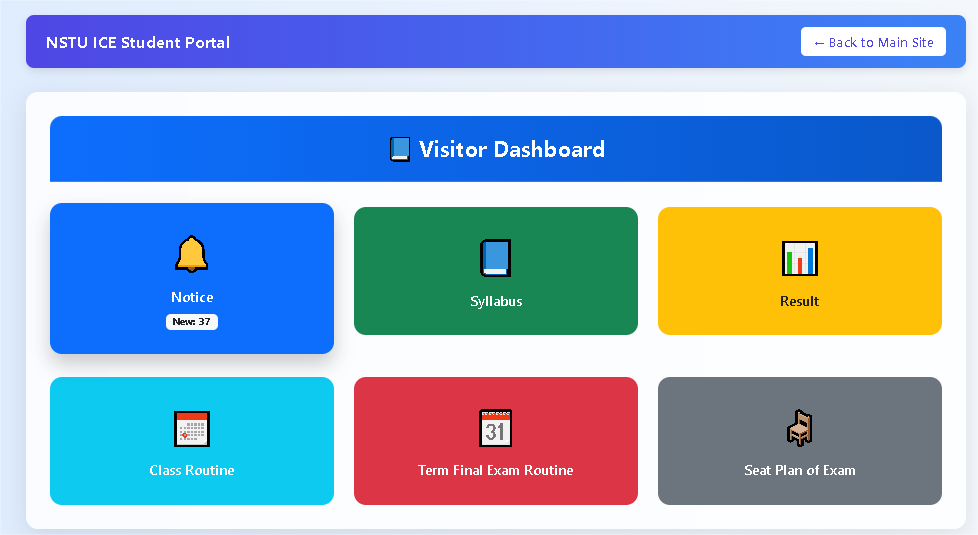 NSTU ICE Student Portal
← Back to Main Site
Visitor Dashboard
Notice
New: 37
Syllabus
Result
Class Routine
31
Term Final Exam Routine
Seat Plan of Exam